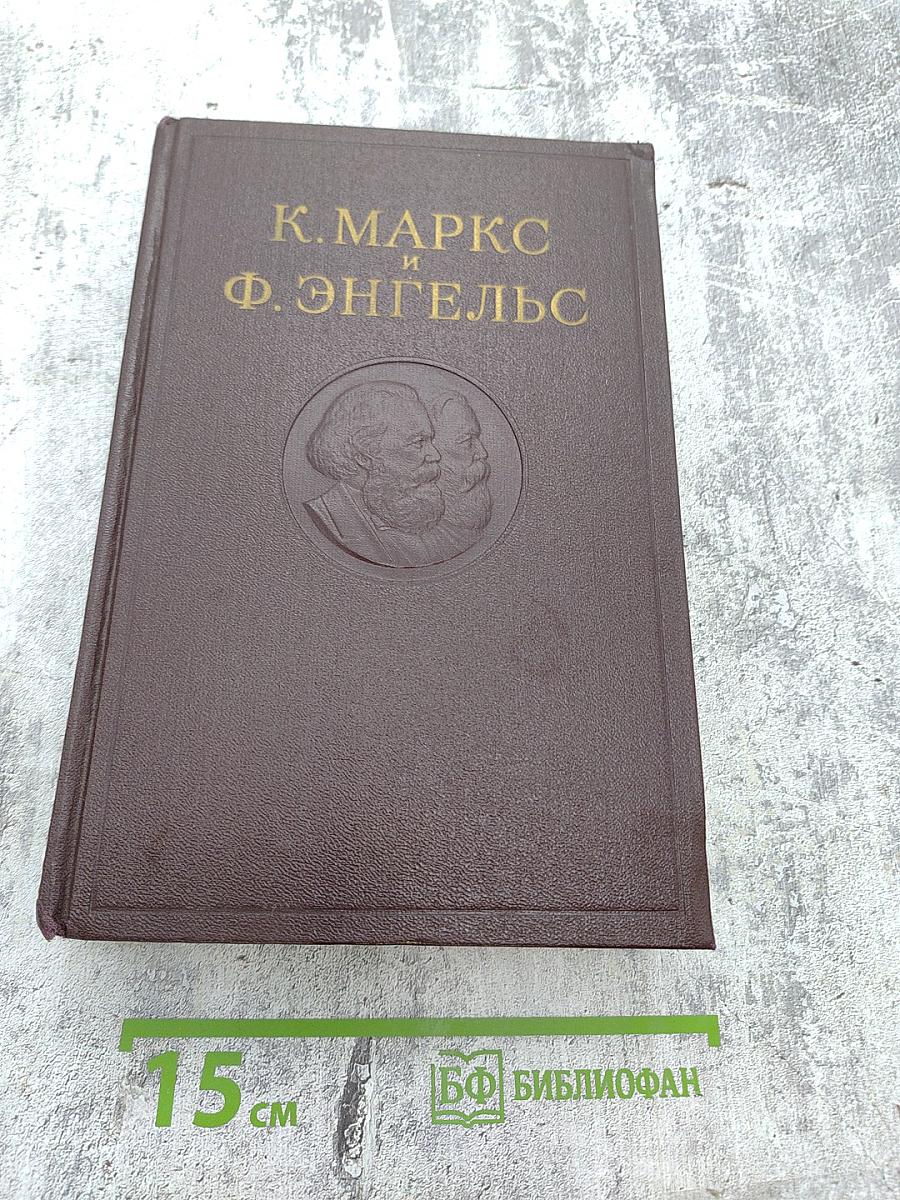 К. МАРКС
и
Ф. ЭНГЕЛЬС
15 см
БФ БИБЛИОФАН